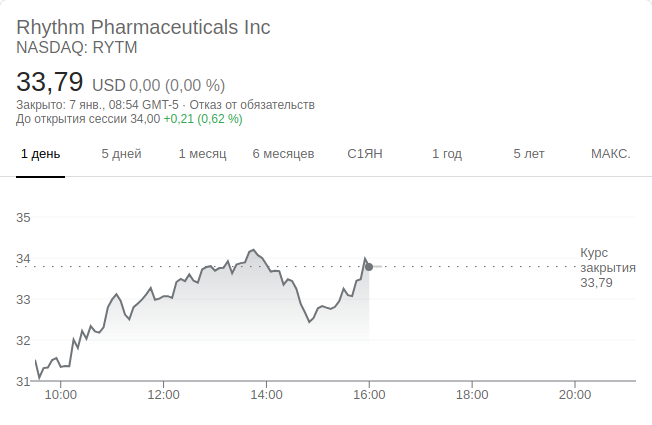 Rhythm Pharmaceuticals Inc
NASDAQ: RYTM
33,79 USD 0,00 (0,00 %)
Закрыто: 7 янв., 08:54 GMT-5 · Отказ от обязательств
До открытия сессии 34,00 +0,21 (0,62 %)
1 день 5 дней 1 месяц 6 месяцев С1ЯН 1 год 5 лет МАКС.
35
34
33
32
31
Курс
закрытия
33,79
10:00 12:00 14:00 16:00 18:00 20:00